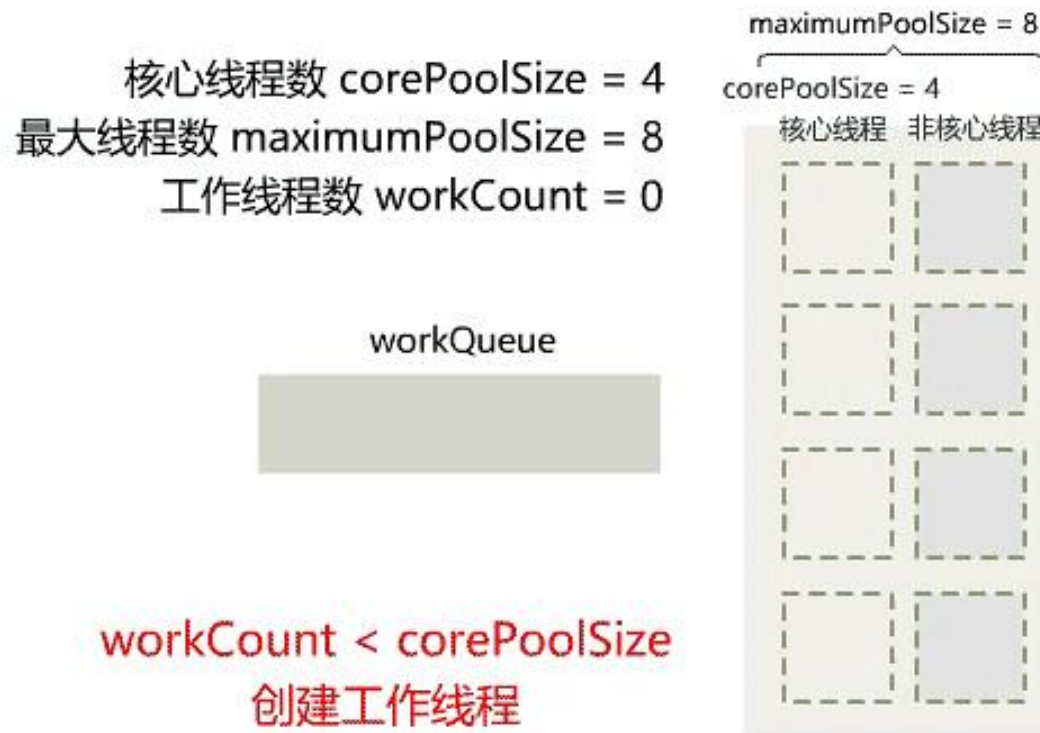 核心线程数 corePoolSize = 4
最大线程数 maximumPoolSize = 8
工作线程数 workCount = 0
workQueue
workCount < corePoolSize
创建工作线程
maximumPoolSize = 8
corePoolSize = 4
核心线程 非核心线程